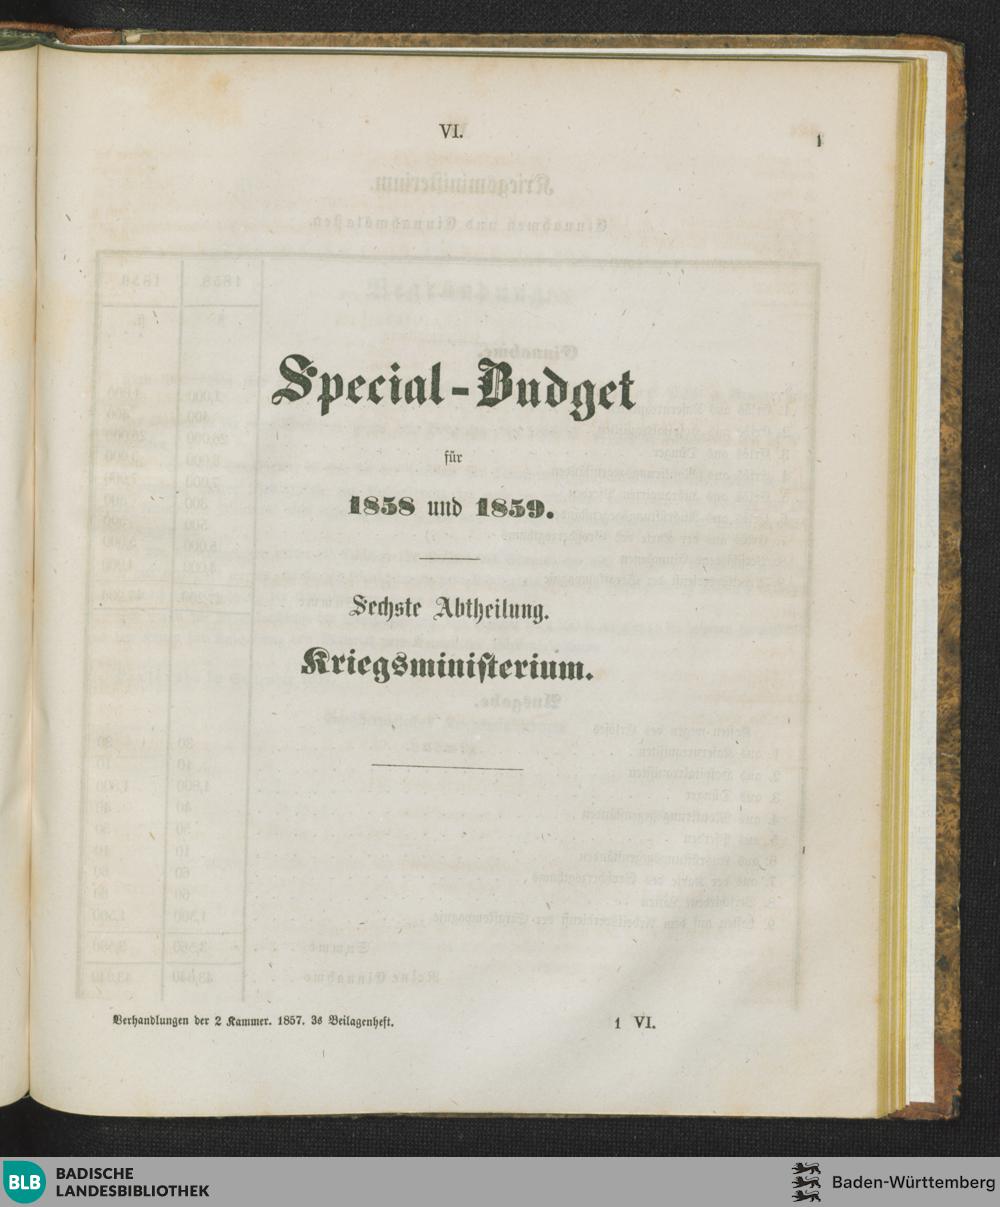 VI.
1
Special-Budget
für
1858 und 1859.
Sechste Abtheilung.
Kriegsministerium.
Verhandlungen der 2 Kammer. 1857. 3s Beilagenheft.
1 VI.
BLB BADISCHE
LANDESBIBLIOTHEK
Baden-Württemberg